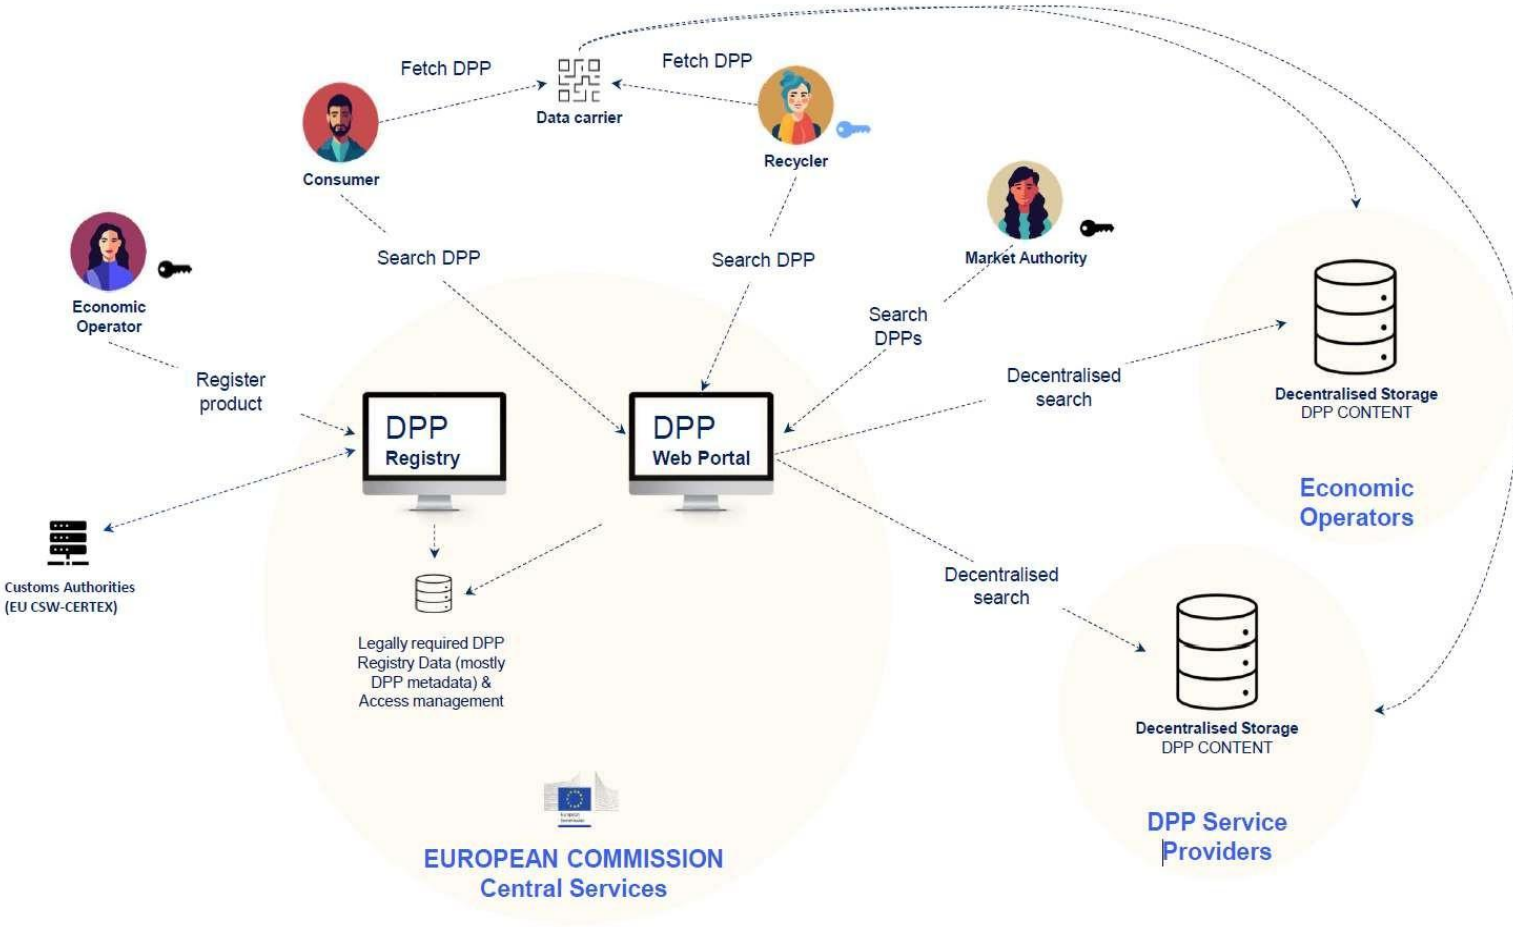 Fetch DPP
Fetch DPP
Data carrier
Consumer
Recycler
Market Authority
Economic
Operator
Search DPP
Search DPP
Search
DPPs
Register
product
Decentralised
search
DPP
Registry
DPP
Web Portal
Decentralised Storage
DPP CONTENT
Economic
Operators
Customs Authorities
(EU CSW-CERTEX)
Decentralised
search
Legally required DPP
Registry Data (mostly
DPP metadata) &
Access management
Decentralised Storage
DPP CONTENT
DPP Service
Providers
European
Commission
EUROPEAN COMMISSION
Central Services